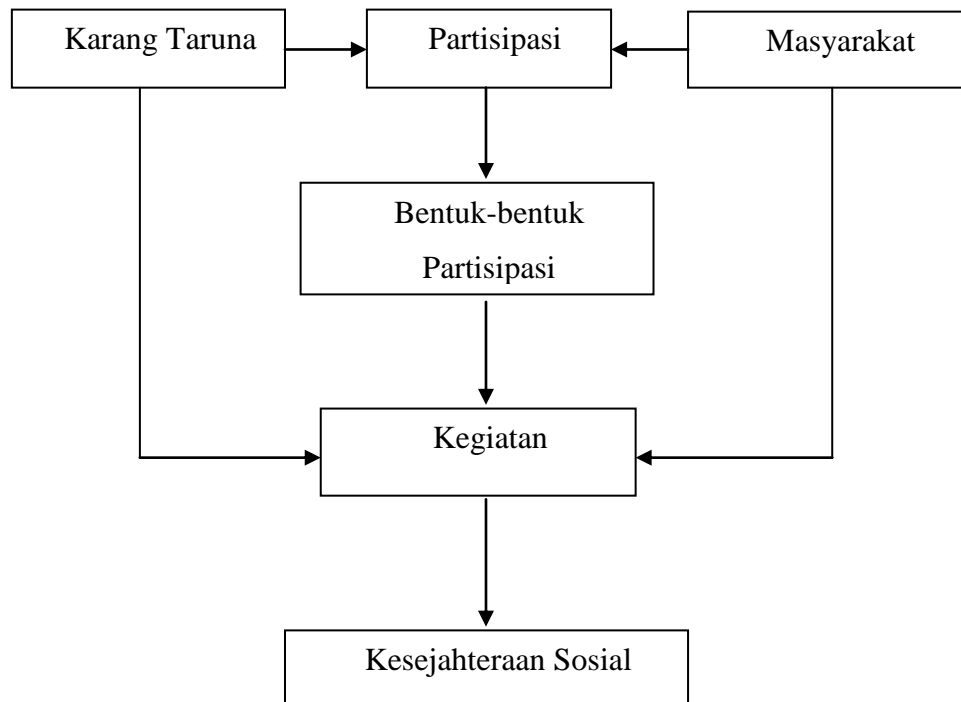 Karang Taruna
Partisipasi
Masyarakat
Bentuk-bentuk
Partisipasi
Kegiatan
Kesejahteraan Sosial